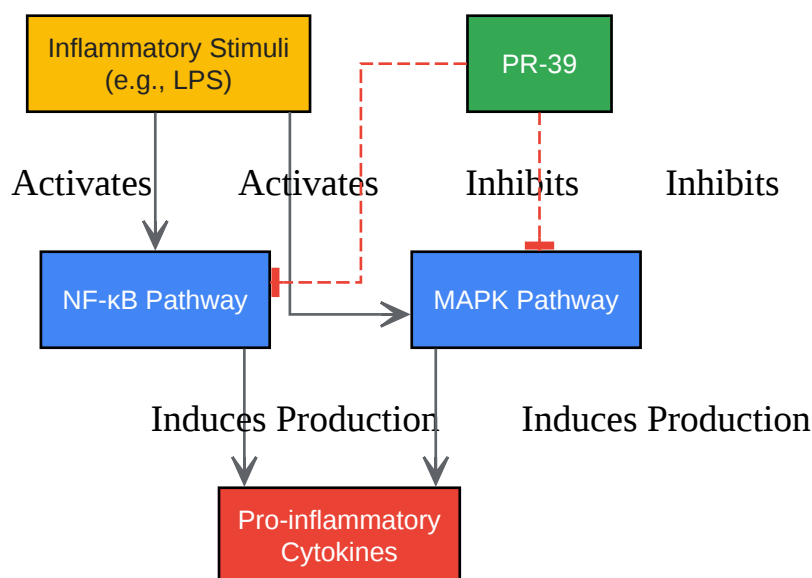 Inflammatory Stimuli
(e.g., LPS)
PR-39
Activates
Activates
Inhibits
Inhibits
NF-κB Pathway
MAPK Pathway
Induces Production
Induces Production
Pro-inflammatory
Cytokines